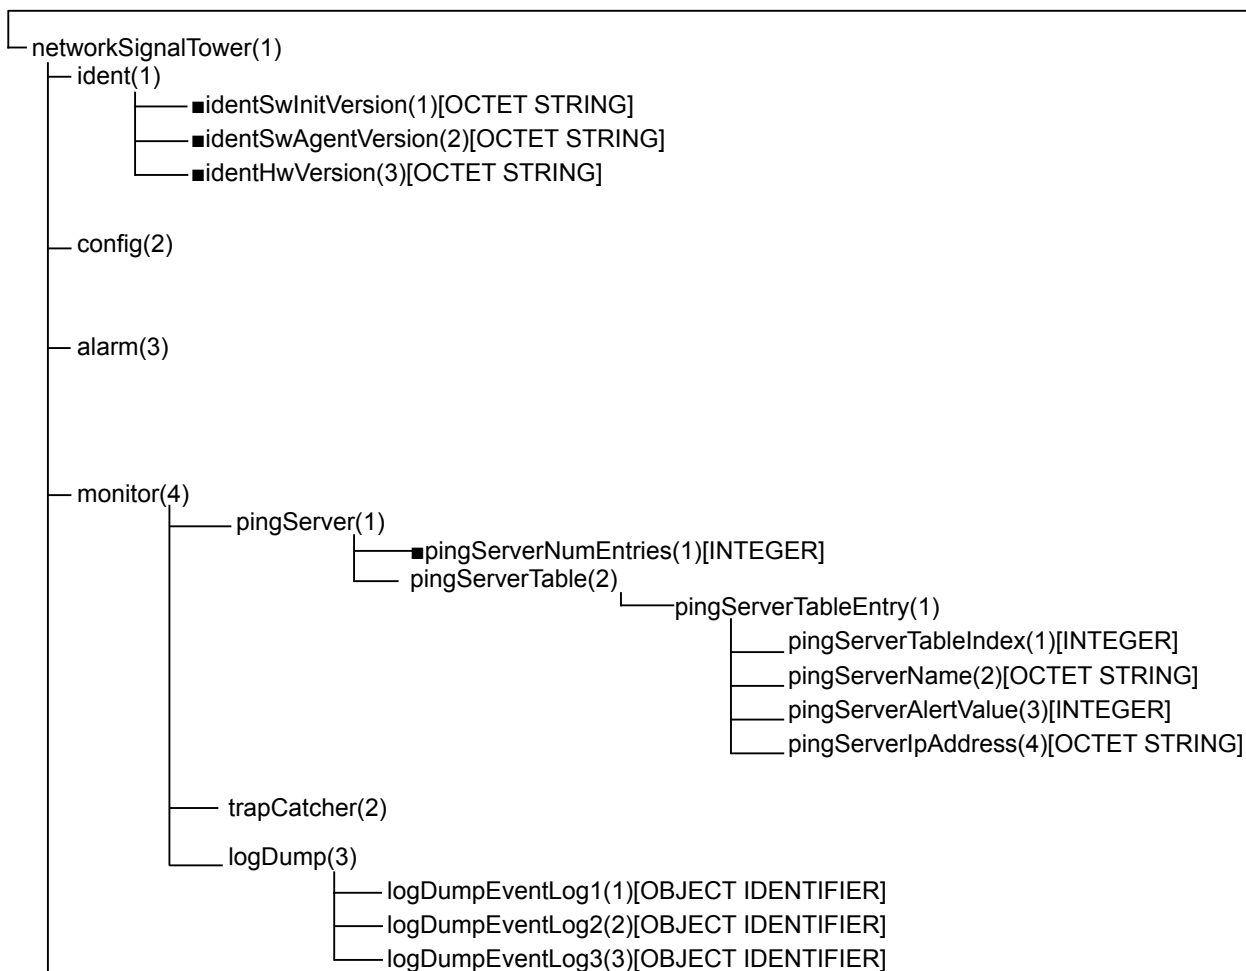 networkSignalTower(1)
ident(1)
■identSwInitVersion(1)[OCTET STRING]
■identSwAgentVersion(2)[OCTET STRING]
■identHwVersion(3)[OCTET STRING]
config(2)
alarm(3)
monitor(4)
pingServer(1)
■pingServerNumEntries(1)[INTEGER]
pingServerTable(2)
pingServerTableEntry(1)
pingServerTableIndex(1)[INTEGER]
pingServerName(2)[OCTET STRING]
pingServerAlertValue(3)[INTEGER]
pingServerIpAddress(4)[OCTET STRING]
trapCatcher(2)
logDump(3)
logDumpEventLog1(1)[OBJECT IDENTIFIER]
logDumpEventLog2(2)[OBJECT IDENTIFIER]
logDumpEventLog3(3)[OBJECT IDENTIFIER]